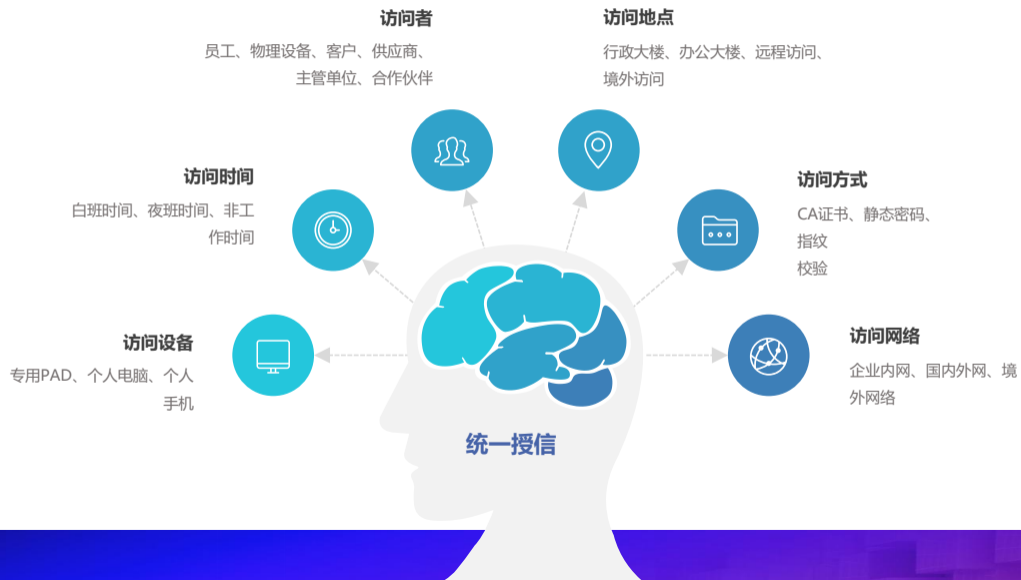 访问者
员工、物理设备、客户、供应商、
主管单位、合作伙伴
访问地点
行政大楼、办公大楼、远程访问、
境外访问
访问时间
白班时间、夜班时间、非工
作时间
访问方式
CA证书、静态密码、
指纹
校验
访问设备
专用PAD、个人电脑、个人
手机
访问网络
企业内网、国内外网、境
外网络
统一授信